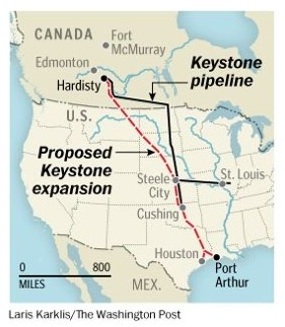 CANADA
Fort
McMurray
Edmonton
Keystone
pipeline
Hardisty
U.S.
Proposed
Keystone
expansion
Steele
City
St. Louis
Cushing
Houston
Port
Arthur
0 800
MILES
MEX.
Laris Karklis/The Washington Post